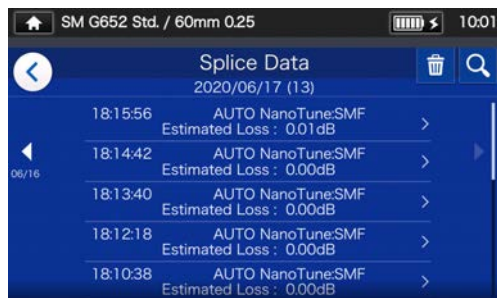 SM G652 Std. / 60mm 0.25
10:01
Splice Data
2020/06/17 (13)
06/16
18:15:56 AUTO NanoTune:SMF
Estimated Loss : 0.01dB
18:14:42 AUTO NanoTune:SMF
Estimated Loss : 0.00dB
18:13:40 AUTO NanoTune:SMF
Estimated Loss : 0.00dB
18:12:18 AUTO NanoTune:SMF
Estimated Loss : 0.00dB
18:10:38 AUTO NanoTune:SMF
Estimated Loss : 0.00dB